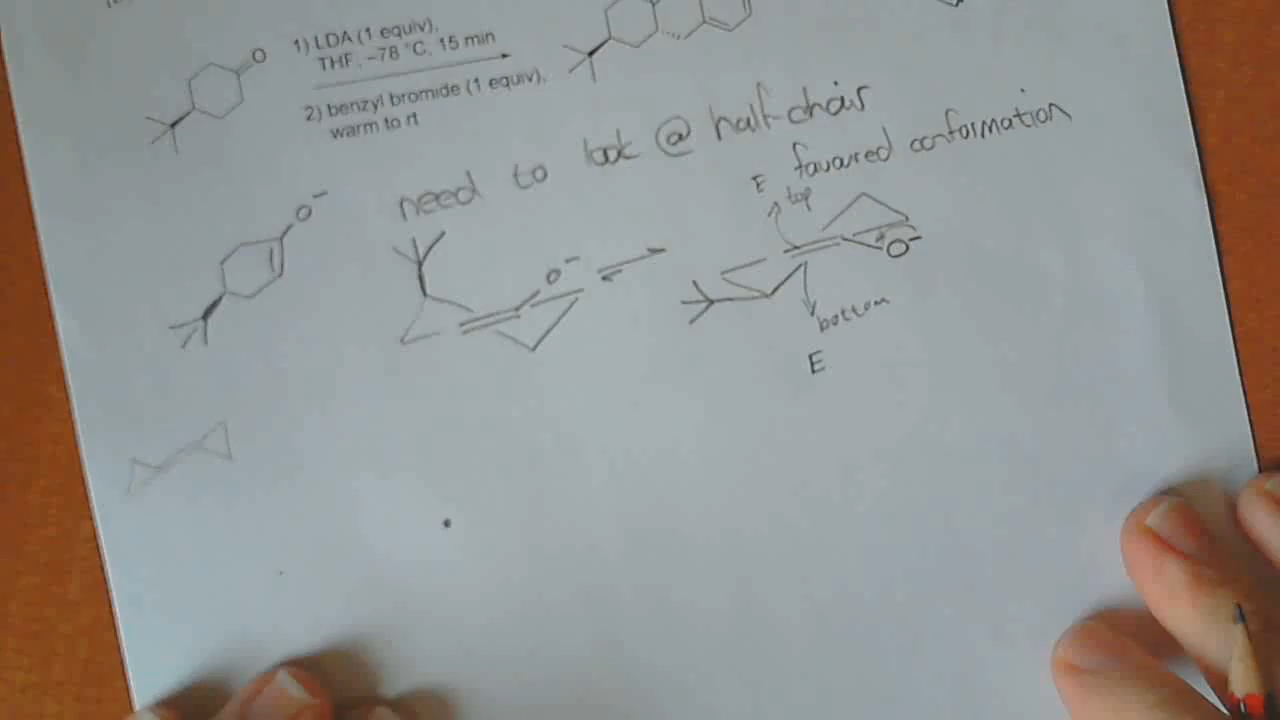 1) LDA (1 equiv),
THF, –78 °C, 15 min
2) benzyl bromide (1 equiv),
warm to rt
O
need to look @ half-chair
E favoured conformation
top
O⁻
O⁻
O⁻
bottom
E